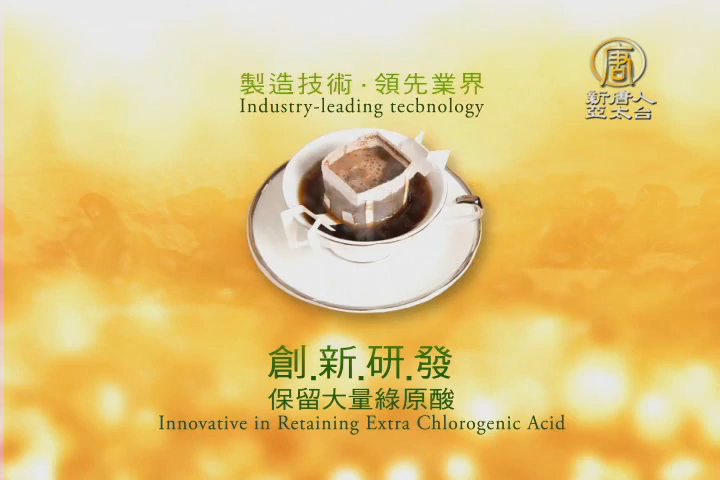 製造技術·領先業界
Industry-leading tecbnology
唐
新唐人
亞太台
創.新.研.發
保留大量綠原酸
Innovative in Retaining Extra Chlorogenic Acid